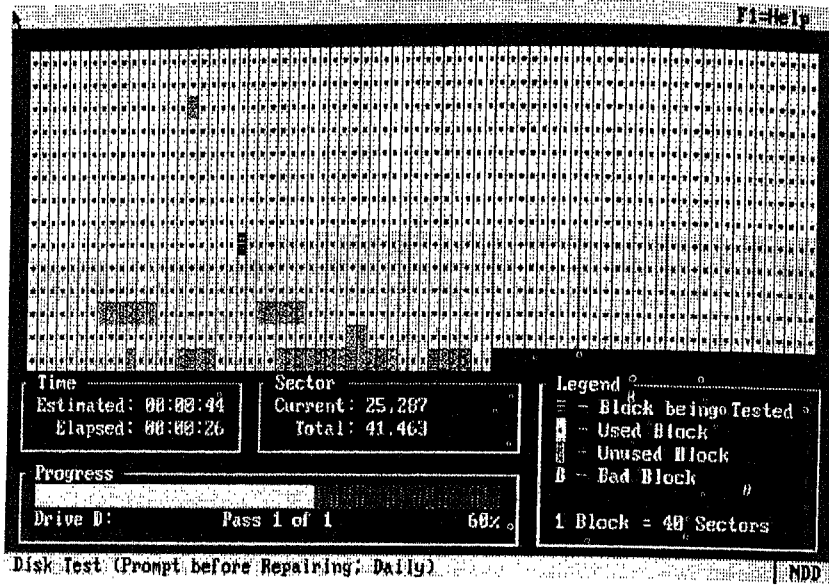 F1=Help
Time
Estimated: 00:00:44
Elapsed: 00:00:26
Sector
Current: 25,287
Total: 41,463
Legend
- Block being Tested
- Used Block
- Unused Block
B - Bad Block
1 Block = 40 Sectors
Progress
Drive D: Pass 1 of 1 60%
Disk Test (Prompt before Repairing; Daily) NDD